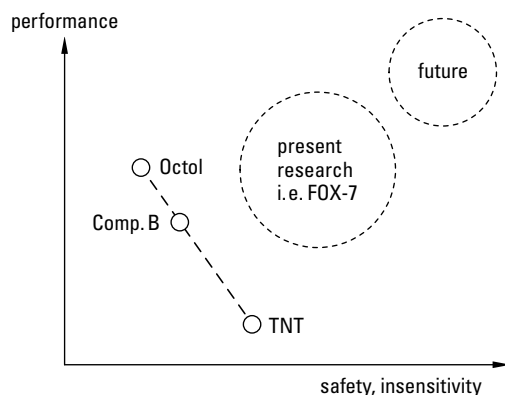 performance
future
present
research
i.e. FOX-7
Octol
Comp. B
TNT
safety, insensitivity